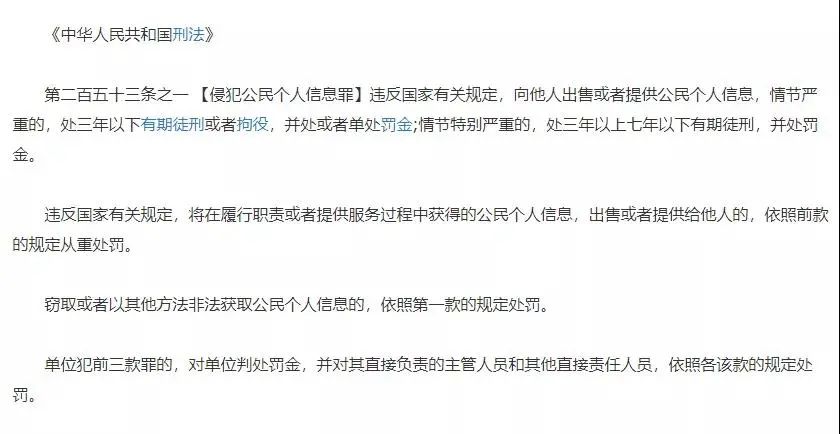 《中华人民共和国刑法》
第二百五十三条之一 【侵犯公民个人信息罪】违反国家有关规定，向他人出售或者提供公民个人信息，情节严
重的，处三年以下有期徒刑或者拘役，并处或者单处罚金;情节特别严重的，处三年以上七年以下有期徒刑，并处罚
金。
违反国家有关规定，将在履行职责或者提供服务过程中获得的公民个人信息，出售或者提供给他人的，依照前款
的规定从重处罚。
窃取或者以其他方法非法获取公民个人信息的，依照第一款的规定处罚。
单位犯前三款罪的，对单位判处罚金，并对其直接负责的主管人员和其他直接责任人员，依照各该款的规定处
罚。